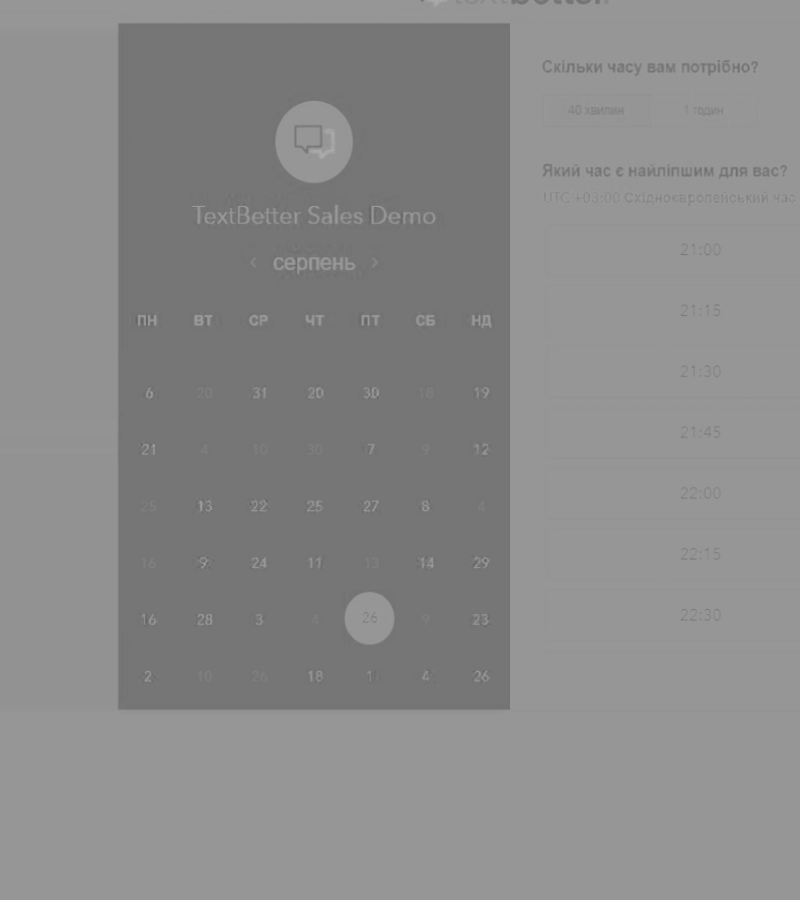 textbetter
TextBetter Sales Demo
‹ серпень ›
ПН ВТ СР ЧТ ПТ СБ НД
6 20 31 20 30 18 19
21 4 10 30 7 9 12
25 13 22 25 27 8 4
16 9 24 11 13 14 29
16 28 3 4 26 9 23
2 10 26 18 1 4 26
Скільки часу вам потрібно?
40 хвилин 1 годин
Який час є найліпшим для вас?
UTC +03:00 Східноєвропейський час
21:00
21:15
21:30
21:45
22:00
22:15
22:30